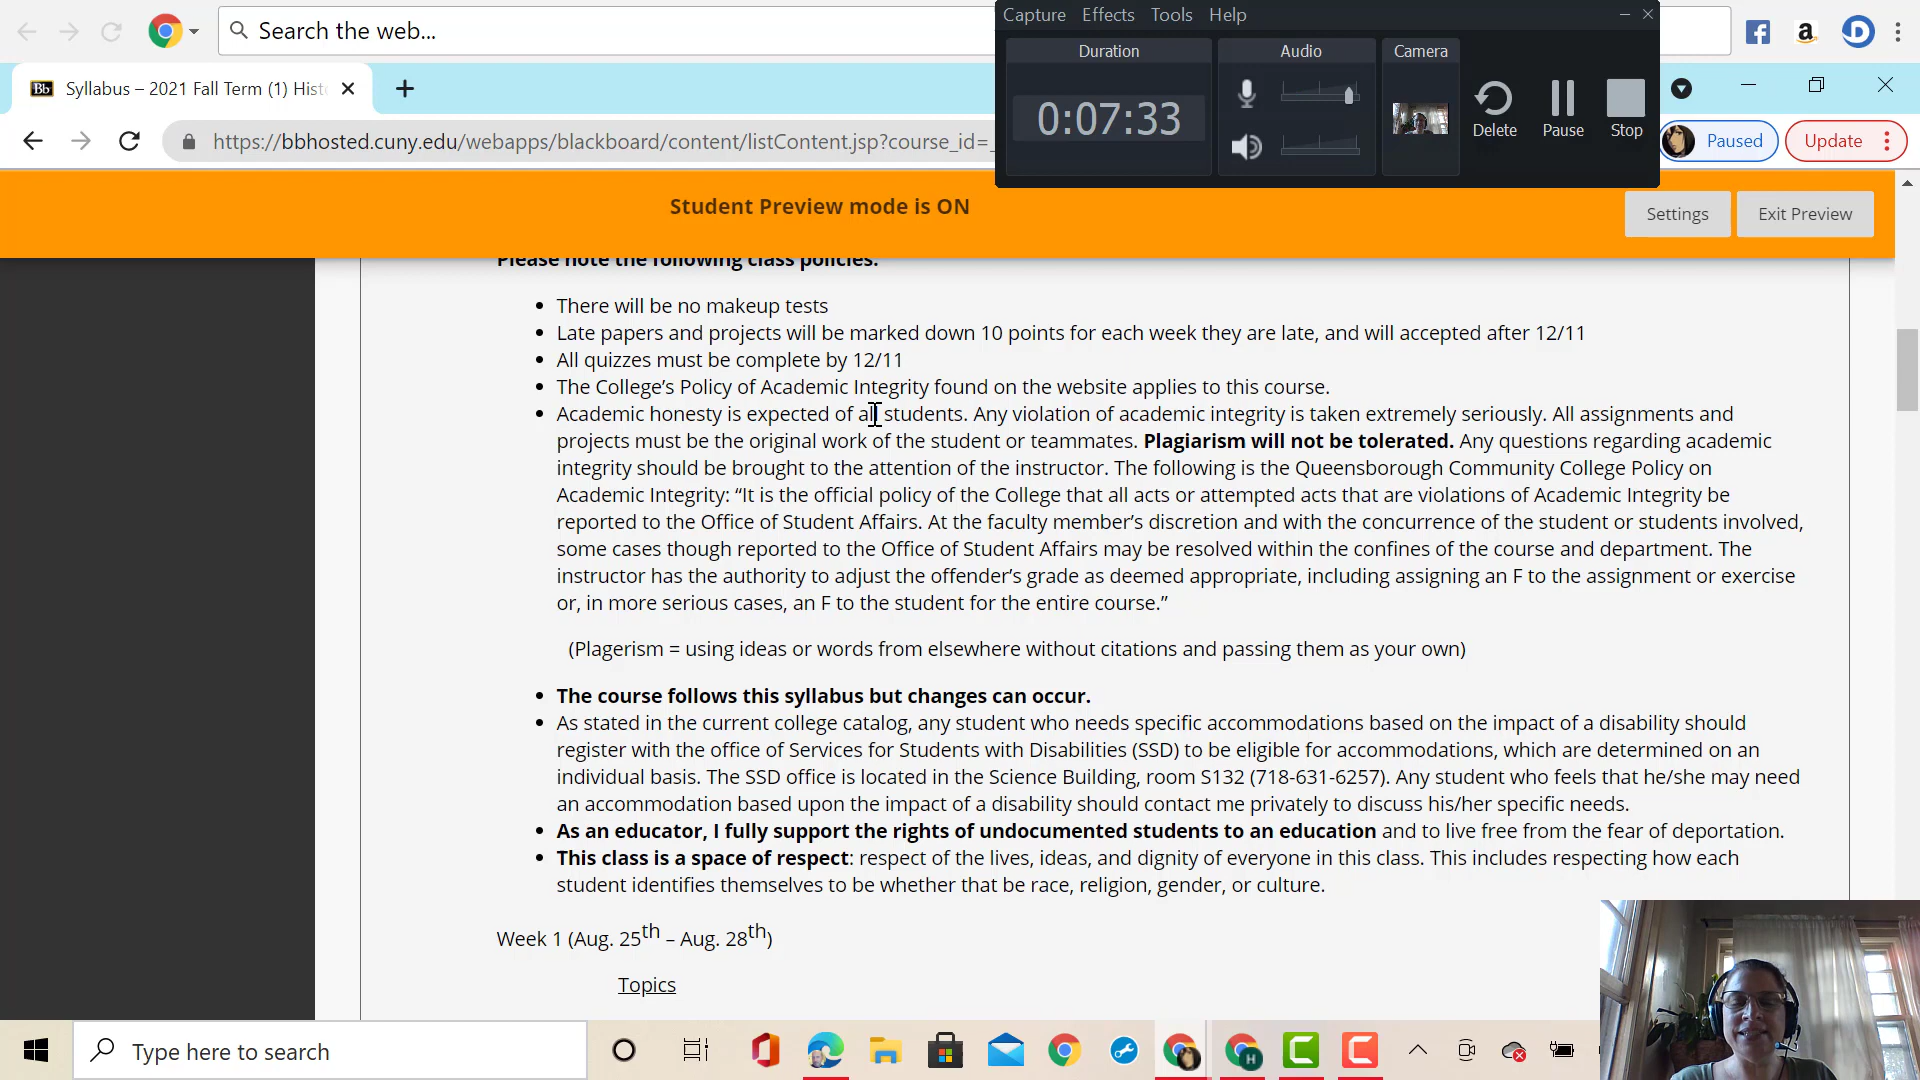 Capture Effects Tools Help
Search the web...
Duration Audio Camera
0:07:33
Delete Pause Stop
Bb Syllabus – 2021 Fall Term (1) Histo
https://bbhosted.cuny.edu/webapps/blackboard/content/listContent.jsp?course_id=_
Paused Update
Student Preview mode is ON
Settings Exit Preview
Please note the following class policies:
• There will be no makeup tests
• Late papers and projects will be marked down 10 points for each week they are late, and will accepted after 12/11
• All quizzes must be complete by 12/11
• The College’s Policy of Academic Integrity found on the website applies to this course.
• Academic honesty is expected of all students. Any violation of academic integrity is taken extremely seriously. All assignments and
projects must be the original work of the student or teammates. Plagiarism will not be tolerated. Any questions regarding academic
integrity should be brought to the attention of the instructor. The following is the Queensborough Community College Policy on
Academic Integrity: “It is the official policy of the College that all acts or attempted acts that are violations of Academic Integrity be
reported to the Office of Student Affairs. At the faculty member’s discretion and with the concurrence of the student or students involved,
some cases though reported to the Office of Student Affairs may be resolved within the confines of the course and department. The
instructor has the authority to adjust the offender’s grade as deemed appropriate, including assigning an F to the assignment or exercise
or, in more serious cases, an F to the student for the entire course.”
(Plagerism = using ideas or words from elsewhere without citations and passing them as your own)
• The course follows this syllabus but changes can occur.
• As stated in the current college catalog, any student who needs specific accommodations based on the impact of a disability should
register with the office of Services for Students with Disabilities (SSD) to be eligible for accommodations, which are determined on an
individual basis. The SSD office is located in the Science Building, room S132 (718-631-6257). Any student who feels that he/she may need
an accommodation based upon the impact of a disability should contact me privately to discuss his/her specific needs.
• As an educator, I fully support the rights of undocumented students to an education and to live free from the fear of deportation.
• This class is a space of respect: respect of the lives, ideas, and dignity of everyone in this class. This includes respecting how each
student identifies themselves to be whether that be race, religion, gender, or culture.
Week 1 (Aug. 25th – Aug. 28th)
Topics
Type here to search